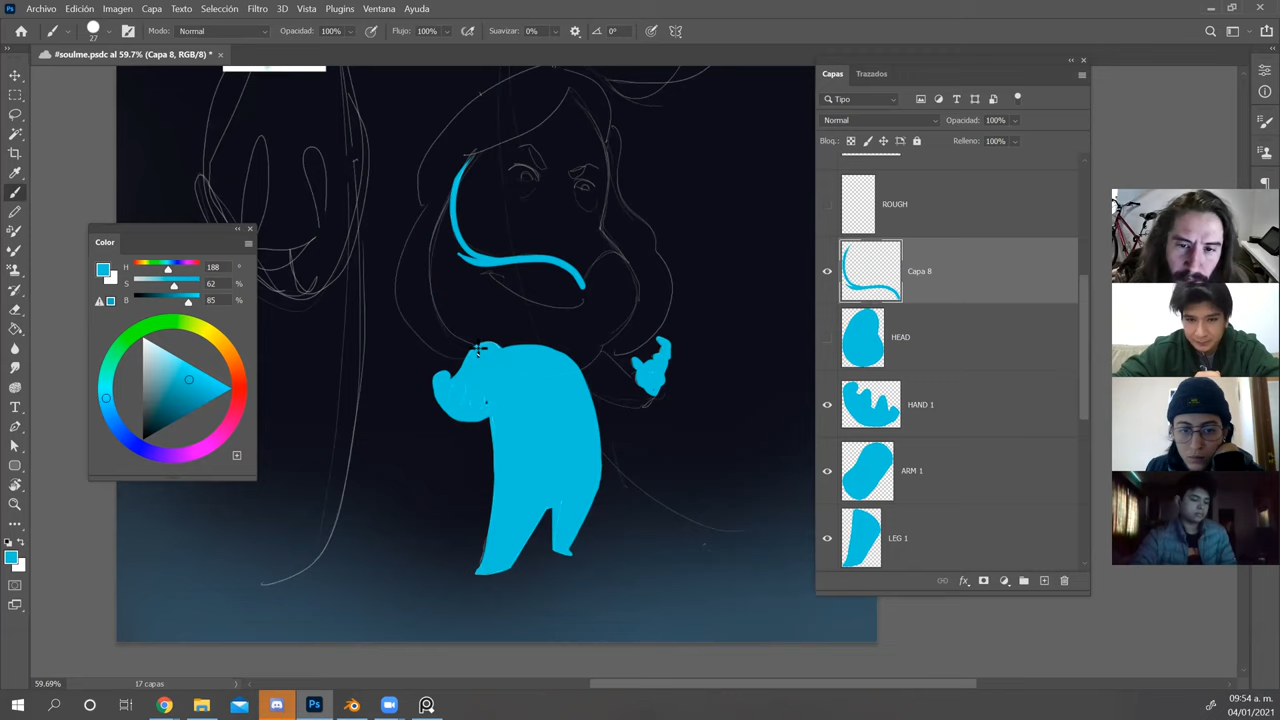 Ps Archivo Edición Imagen Capa Texto Selección Filtro 3D Vista Plugins Ventana Ayuda
27 Modo: Normal Opacidad: 100% Flujo: 100% Suavizar: 0% 0°
#soulme.psdc al 59.7% (Capa 8, RGB/8) * ×
Capas Trazados
Tipo
Normal Opacidad: 100%
Bloq.: Relleno: 100%
ROUGH
Color
H 188 °
S 62 %
B 85 %
Capa 8
HEAD
HAND 1
ARM 1
LEG 1
59.69% 17 capas
Ps
09:54 a. m.
04/01/2021